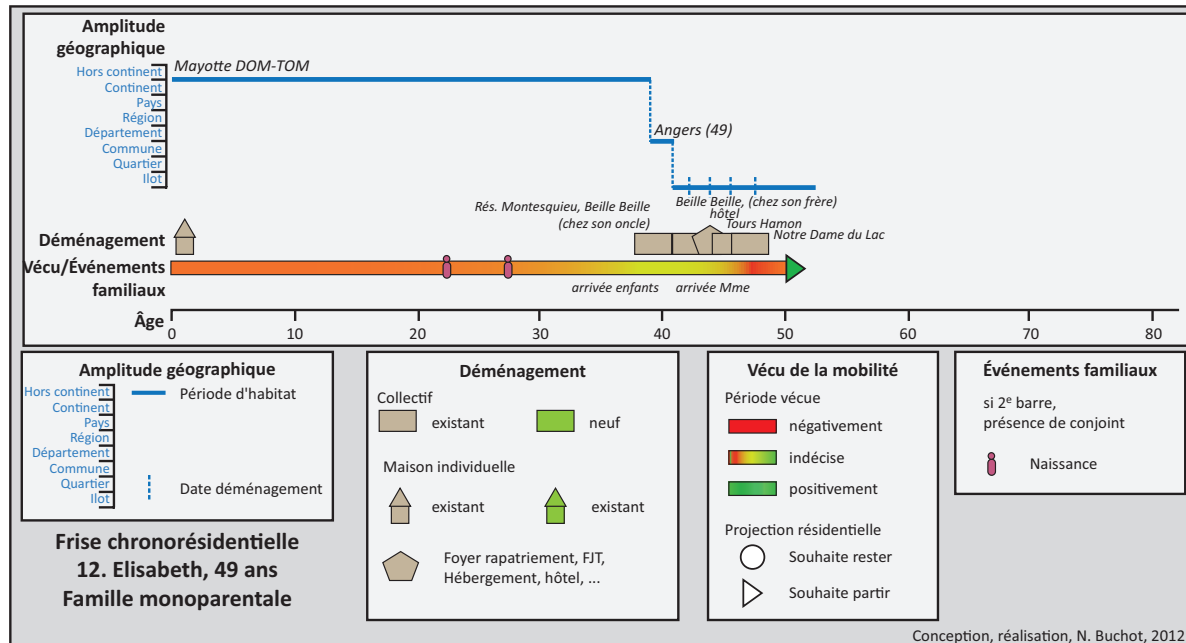 Amplitude
géographique
Hors continent
Continent
Pays
Région
Département
Commune
Quartier
Ilot
Mayotte DOM-TOM
Angers (49)
Rés. Montesquieu, Beille Beille
(chez son oncle)
Beille Beille, (chez son frère)
hôtel
Tours Hamon
Notre Dame du Lac
Déménagement
Vécu/Événements
familiaux
arrivée enfants
arrivée Mme
Âge
0 10 20 30 40 50 60 70 80
Amplitude géographique
Hors continent
Continent
Pays
Région
Département
Commune
Quartier
Ilot
Période d'habitat
Date déménagement
Frise chronorésidentielle
12. Elisabeth, 49 ans
Famille monoparentale
Déménagement
Collectif
existant neuf
Maison individuelle
existant existant
Foyer rapatriement, FJT,
Hébergement, hôtel, ...
Vécu de la mobilité
Période vécue
négativement
indécise
positivement
Projection résidentielle
Souhaite rester
Souhaite partir
Événements familiaux
si 2e barre,
présence de conjoint
Naissance
Conception, réalisation, N. Buchot, 2012